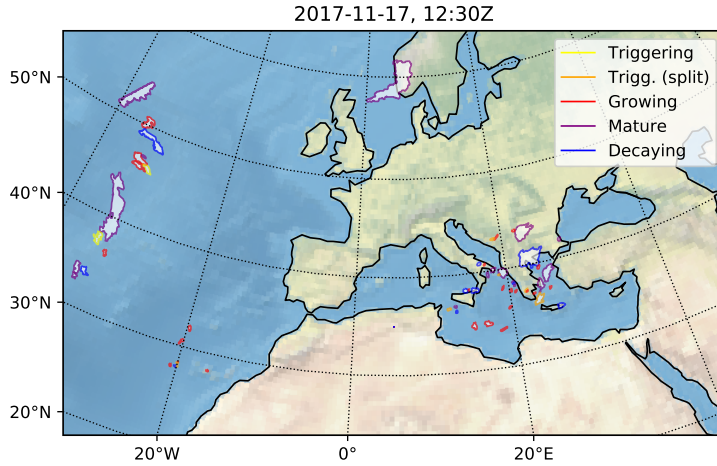 2017-11-17, 12:30Z
Triggering
Trigg. (split)
Growing
Mature
Decaying
50°N
40°N
30°N
20°N
20°W 0° 20°E